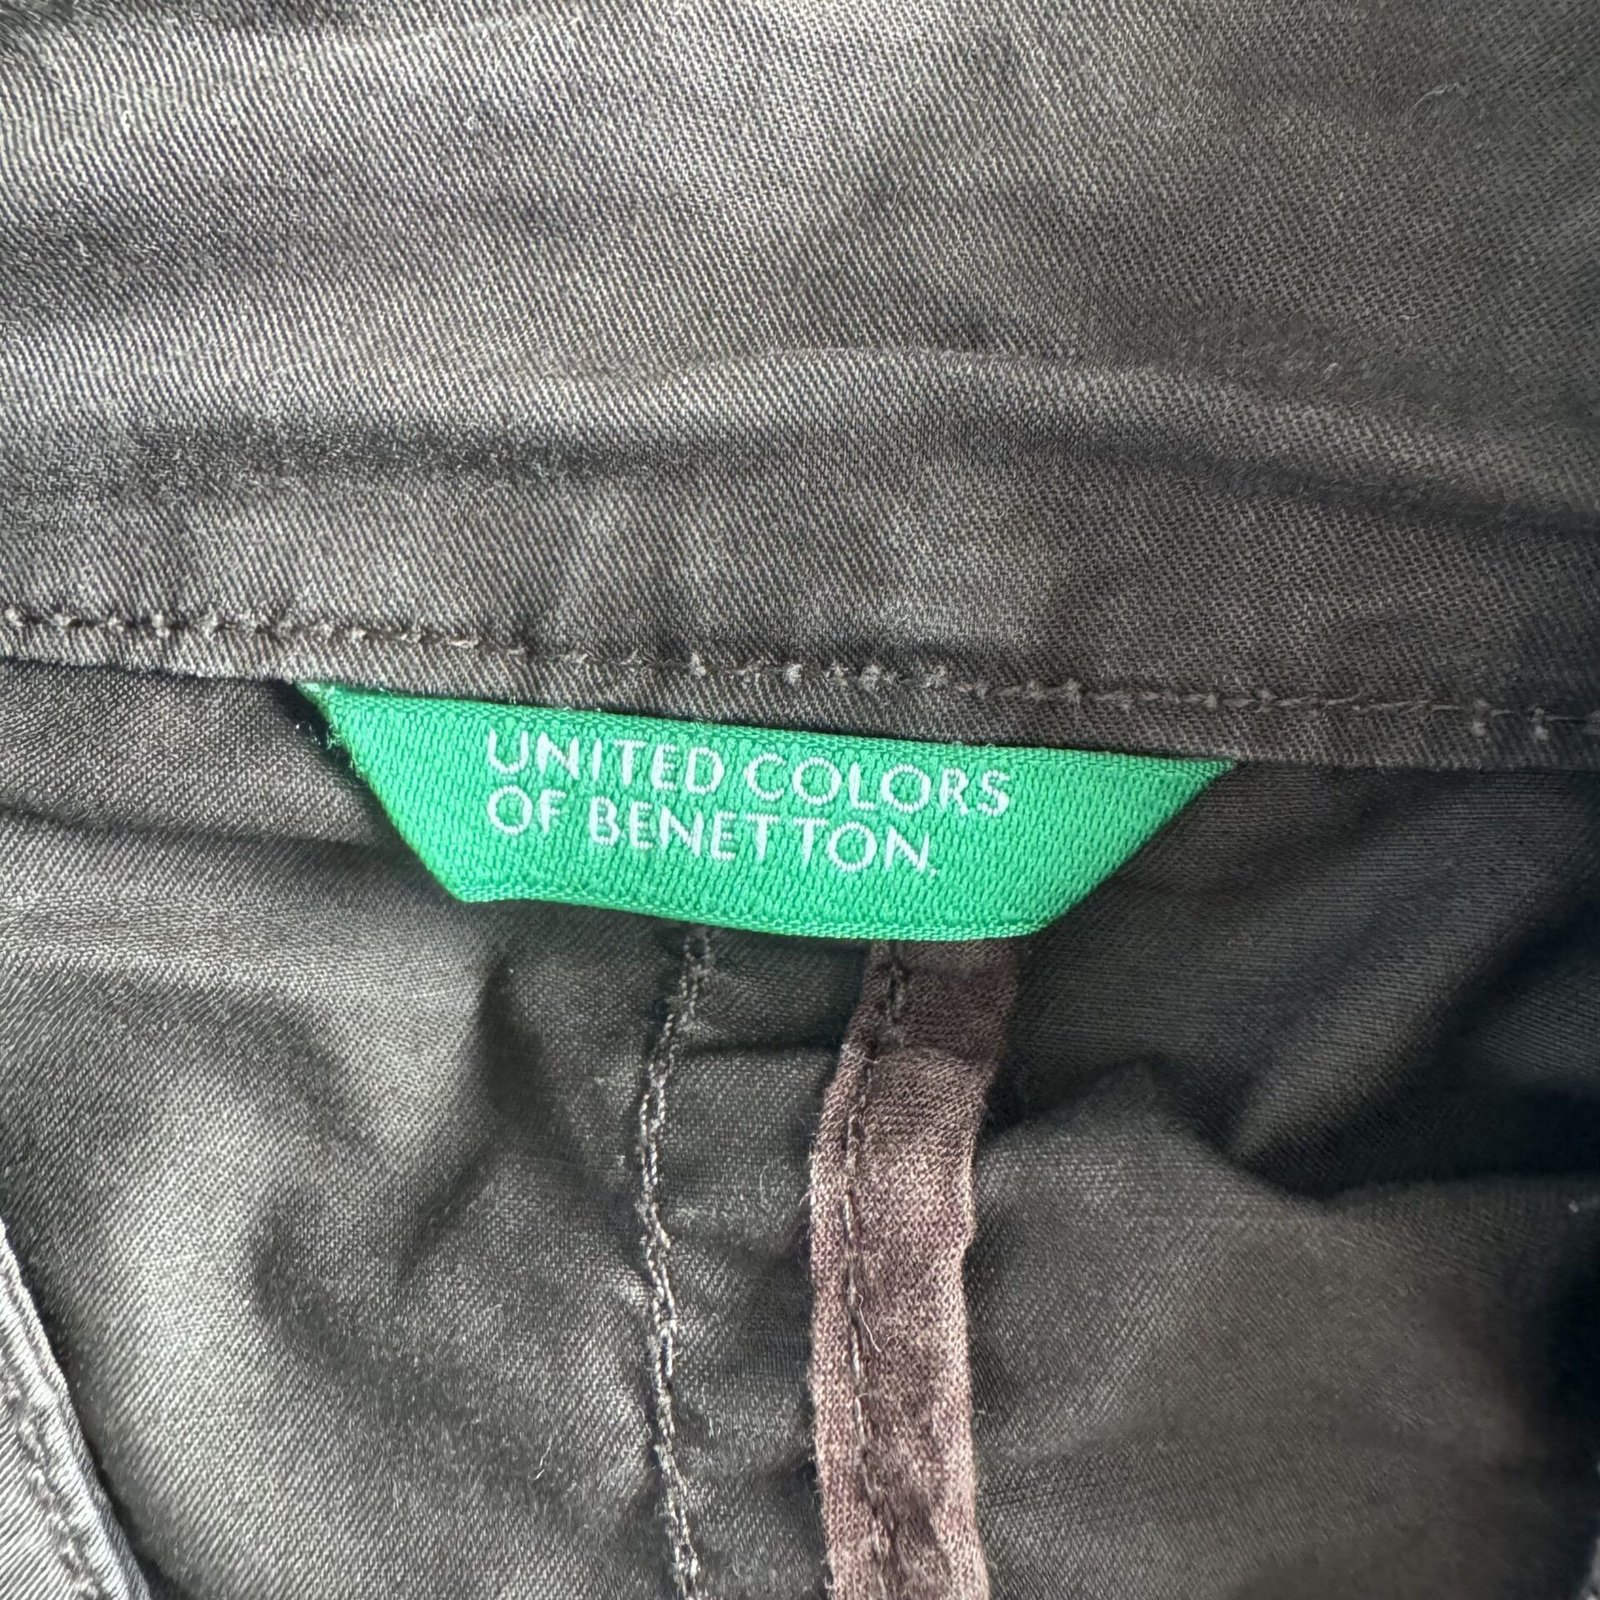 UNITED COLORS
OF BENETTON.